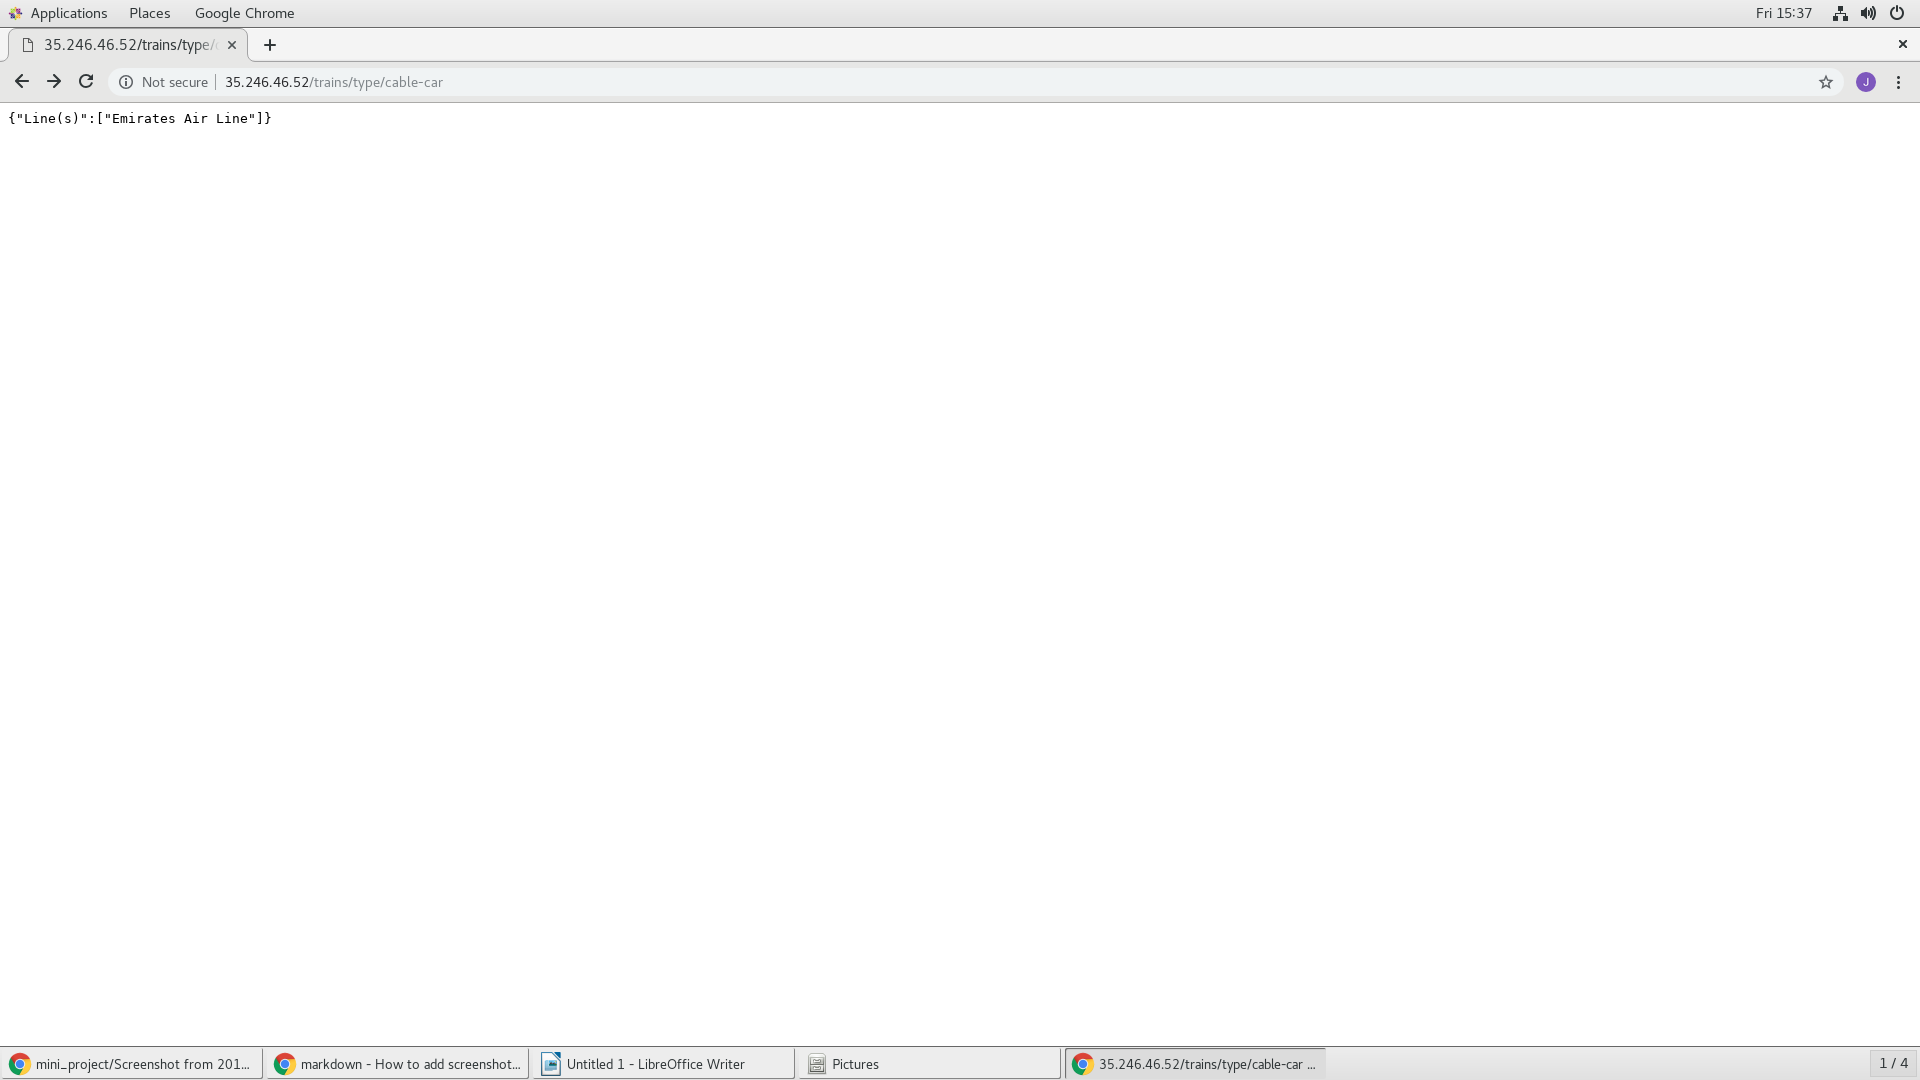 Applications Places Google Chrome Fri 15:37
35.246.46.52/trains/type/
Not secure 35.246.46.52/trains/type/cable-car J
{"Line(s)":["Emirates Air Line"]}
mini_project/Screenshot from 201... markdown - How to add screenshot... Untitled 1 - LibreOffice Writer Pictures 35.246.46.52/trains/type/cable-car ... 1 / 4